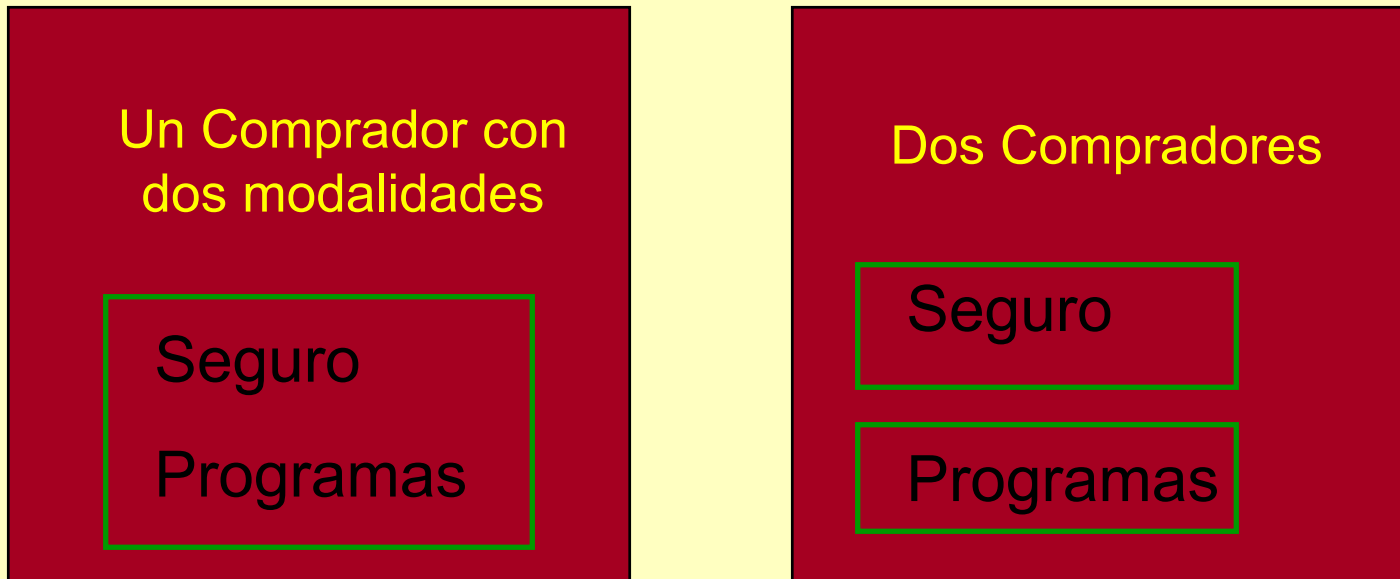 Un Comprador con
dos modalidades
Seguro
Programas
Dos Compradores
Seguro
Programas